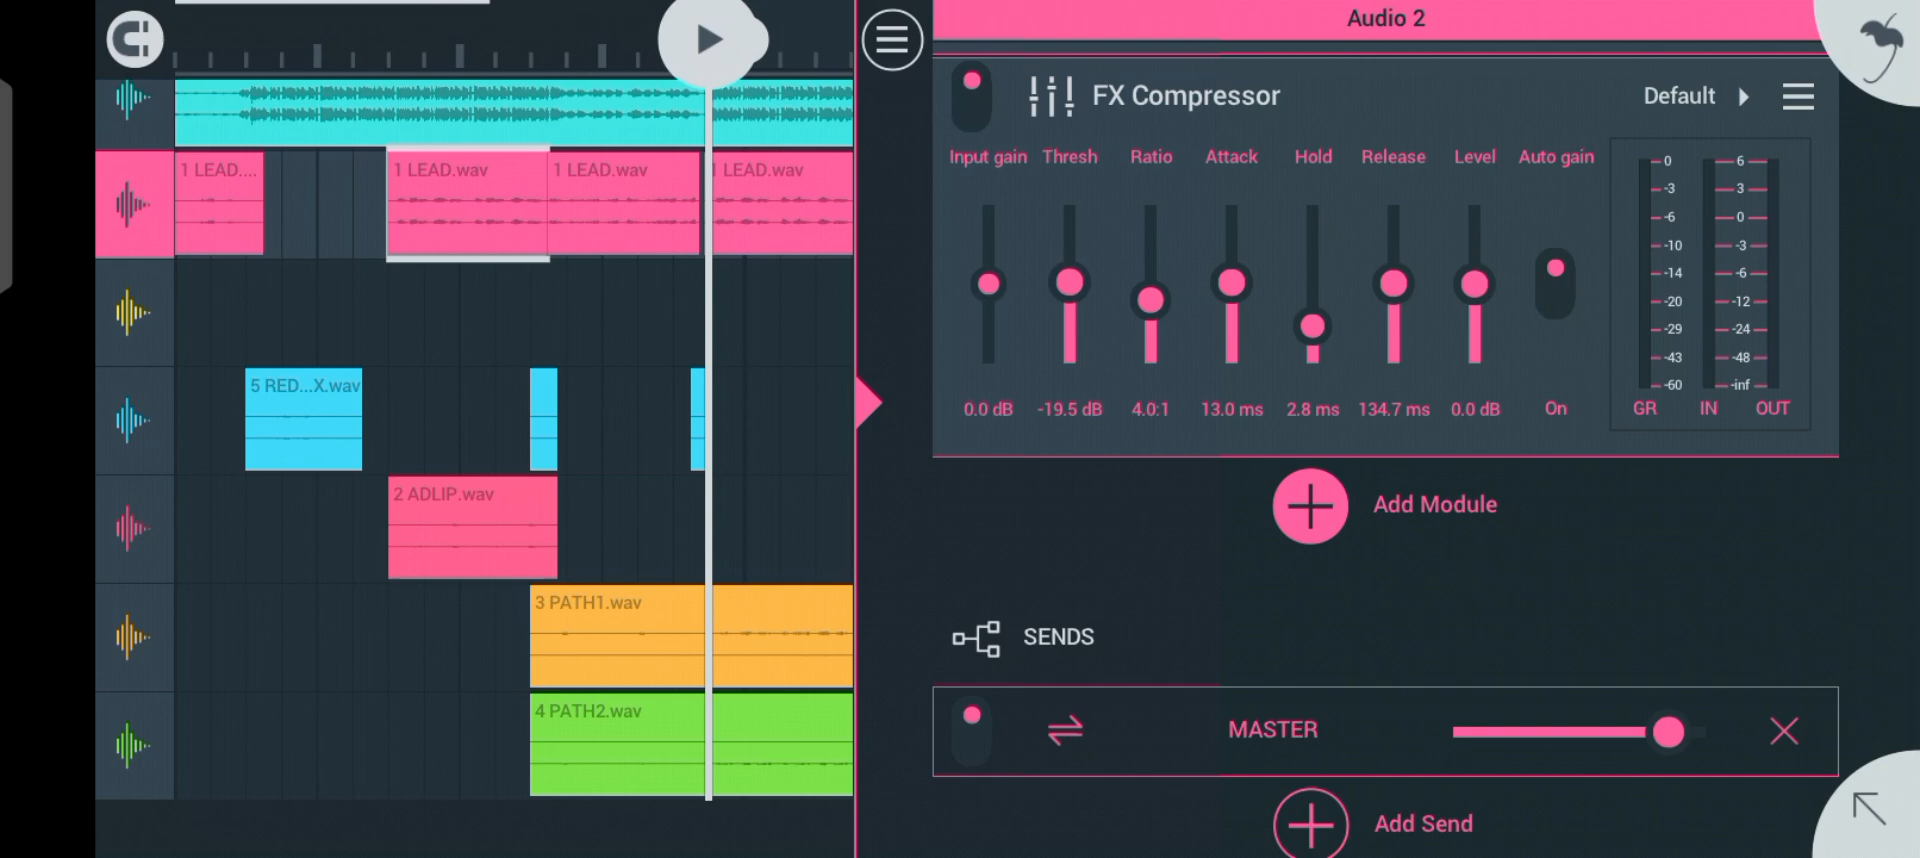 Audio 2
FX Compressor
Default
Input gain Thresh Ratio Attack Hold Release Level Auto gain
0 6
-3 3
-6 0
-10 -3
-14 -6
-20 -12
-29 -24
-43 -48
-60 -inf
0.0 dB -19.5 dB 4.0:1 13.0 ms 2.8 ms 134.7 ms 0.0 dB On
GR IN OUT
Add Module
SENDS
MASTER
Add Send
1 LEAD.... 1 LEAD.wav 1 LEAD.wav 1 LEAD.wav
5 RED...X.wav
2 ADLIP.wav
3 PATH1.wav
4 PATH2.wav